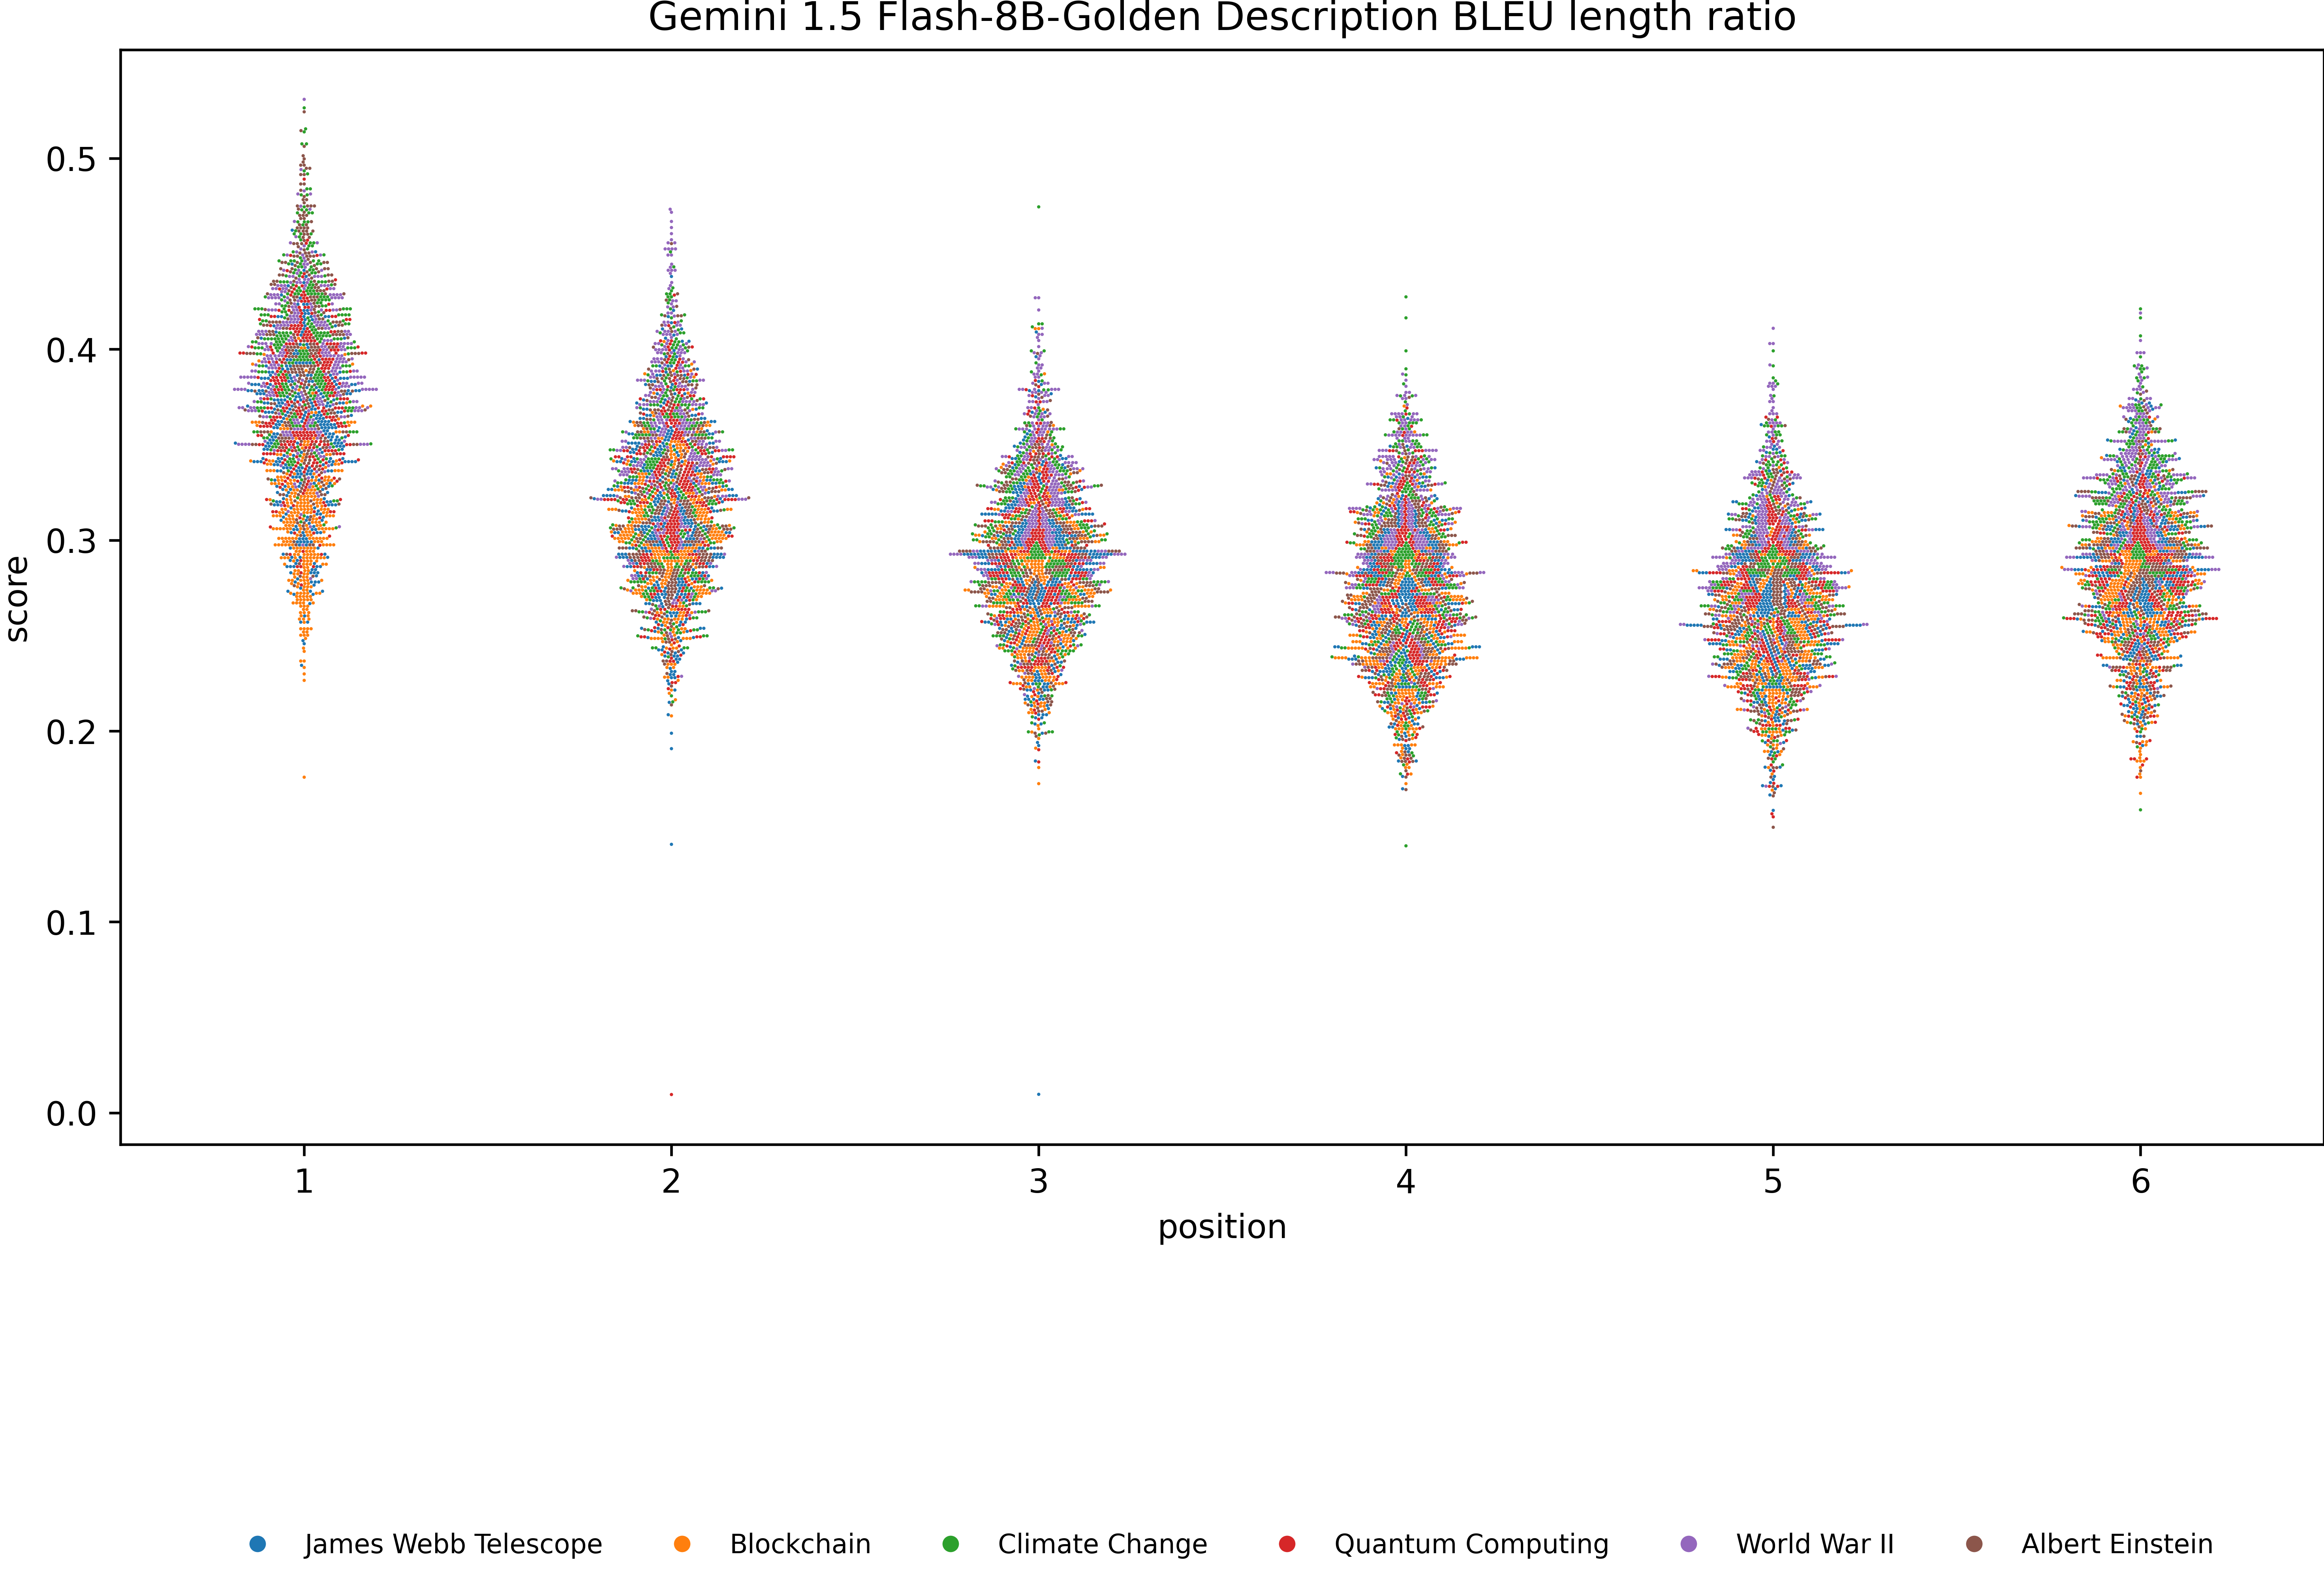 Gemini 1.5 Flash-8B-Golden Description BLEU length ratio
0.5
0.4
0.3
0.2
0.1
0.0
score
1 2 3 4 5 6
position
James Webb Telescope Blockchain Climate Change Quantum Computing World War II Albert Einstein